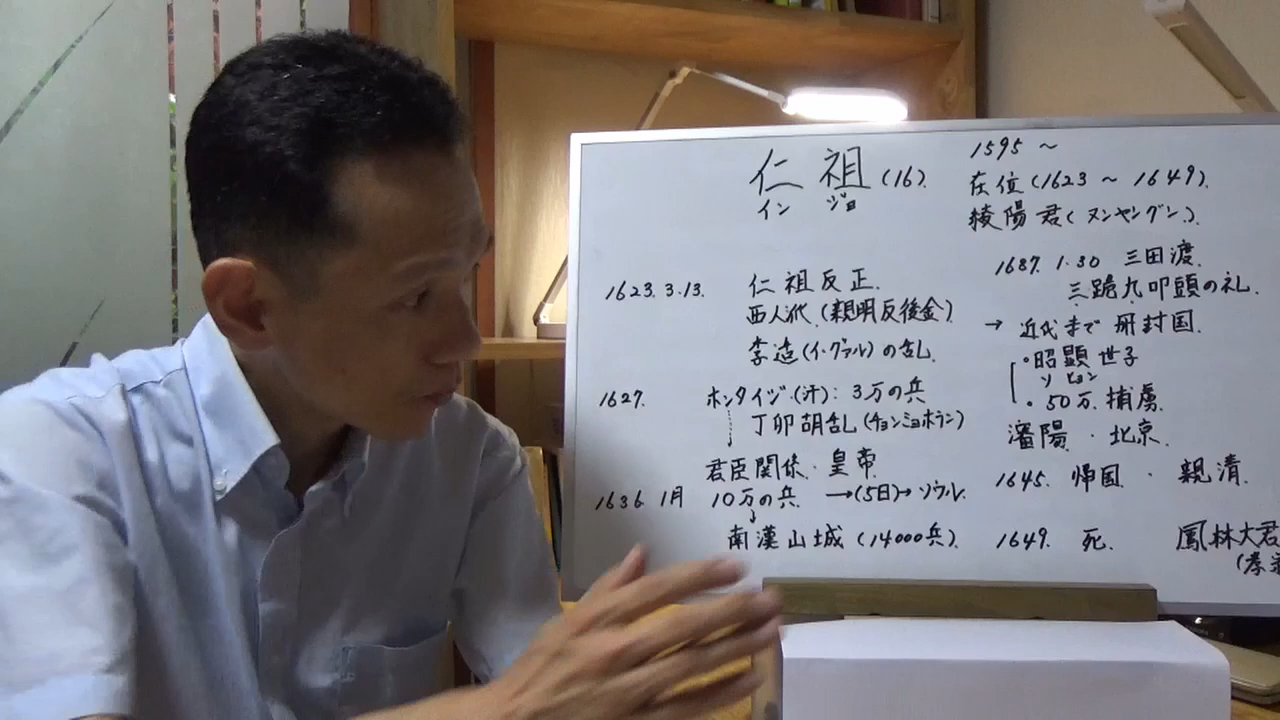 仁祖(16).
インジョ
1595 ~
在位(1623 ~ 1649).
綾陽君(ヌンヤングン).
1623.3.13. 仁祖反正.
西人派.(親明反後金)
李适(イ・グァル)の乱.
1627. ホンタイジ.(汗): 3万の兵
丁卯胡乱(チョンミョホラン)
君臣関係・皇帝
1636 1月 10万の兵. →(5日)→ ソウル.
南漢山城(14000兵).
1687. 1.30 三田渡.
三跪九叩頭の礼.
→ 近代まで冊封国.
・昭顕世子
ソヒョン
・50万.捕虜.
瀋陽・北京.
1645. 帰国・親清.
1649. 死. 鳳林大君
(孝